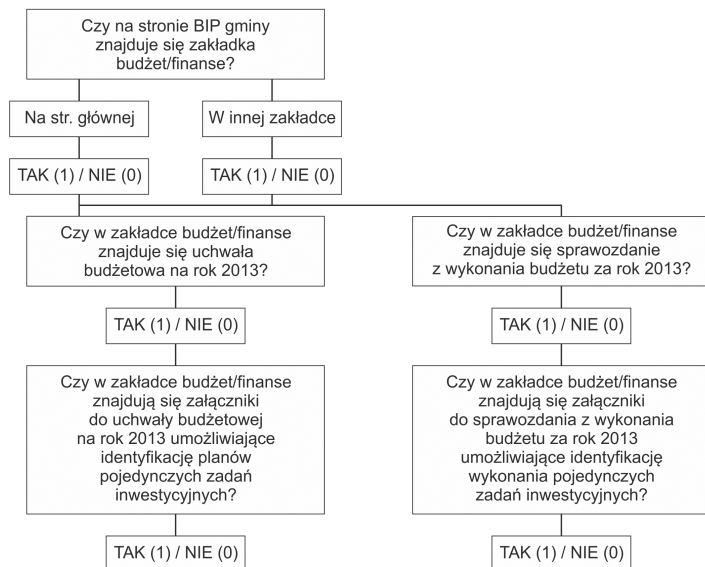 Czy na stronie BIP gminy
znajduje się zakładka
budżet/finanse?
Na str. głównej
W innej zakładce
TAK (1) / NIE (0)
TAK (1) / NIE (0)
Czy w zakładce budżet/finanse
znajduje się uchwała
budżetowa na rok 2013?
Czy w zakładce budżet/finanse
znajduje się sprawozdanie
z wykonania budżetu za rok 2013?
TAK (1) / NIE (0)
TAK (1) / NIE (0)
Czy w zakładce budżet/finanse
znajdują się załączniki
do uchwały budżetowej
na rok 2013 umożliwiające
identyfikację planów
pojedynczych zadań
inwestycyjnych?
Czy w zakładce budżet/finanse
znajdują się załączniki
do sprawozdania z wykonania
budżetu za rok 2013
umożliwiające identyfikację
wykonania pojedynczych
zadań inwestycyjnych?
TAK (1) / NIE (0)
TAK (1) / NIE (0)